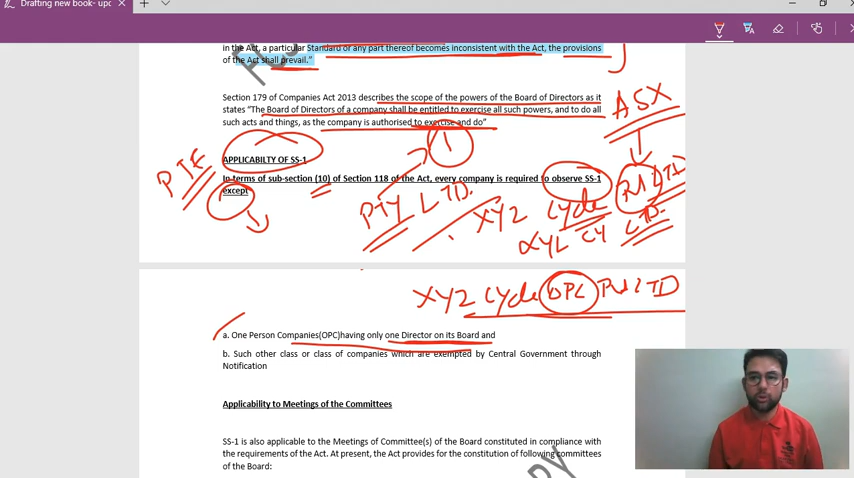 Drafting new book- upc
in the Act, a particular Standard or any part thereof becomes inconsistent with the Act, the provisions
of the Act shall prevail."
Section 179 of Companies Act 2013 describes the scope of the powers of the Board of Directors as it
states "The Board of Directors of a company shall be entitled to exercise all such powers, and to do all
such acts and things, as the company is authorised to exercise and do"
ASX
APPLICABILTY OF SS-1
PTE
In terms of sub-section (10) of Section 118 of the Act, every company is required to observe SS-1
except
PTY LTD.
XYZ Cycle
LTD
CY LTD.
XYZ Cycle OPC Pvt LTD
a. One Person Companies(OPC)having only one Director on its Board and
b. Such other class or class of companies which are exempted by Central Government through
Notification
Applicability to Meetings of the Committees
SS-1 is also applicable to the Meetings of Committee(s) of the Board constituted in compliance with
the requirements of the Act. At present, the Act provides for the constitution of following committees
of the Board: